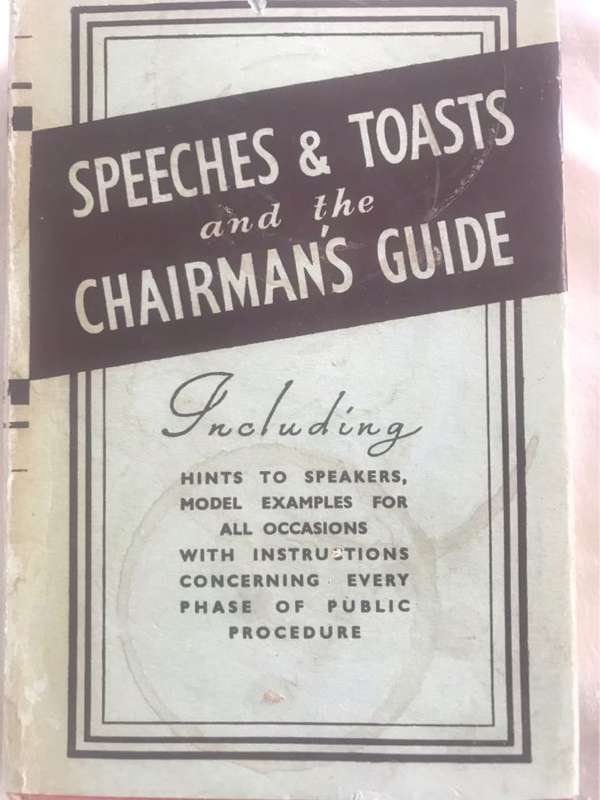 SPEECHES & TOASTS
and the
CHAIRMAN'S GUIDE
Including
HINTS TO SPEAKERS,
MODEL EXAMPLES FOR
ALL OCCASIONS
WITH INSTRUCTIONS
CONCERNING EVERY
PHASE OF PUBLIC
PROCEDURE